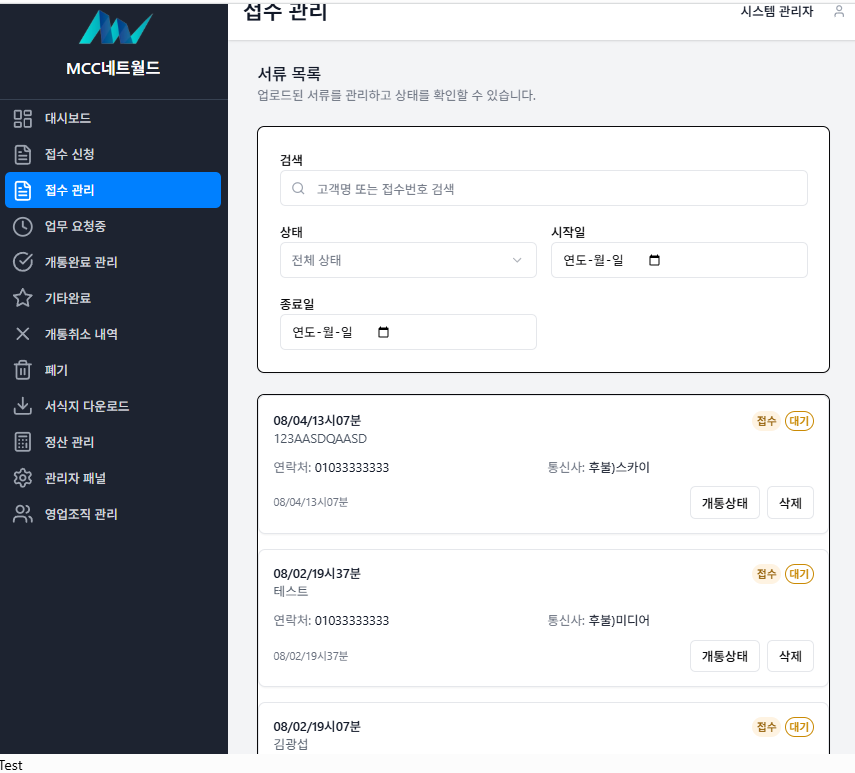 접수 관리
시스템 관리자
MCC네트월드
대시보드
접수 신청
접수 관리
업무 요청중
개통완료 관리
기타완료
개통취소 내역
폐기
서식지 다운로드
정산 관리
관리자 패널
영업조직 관리
서류 목록
업로드된 서류를 관리하고 상태를 확인할 수 있습니다.
검색
고객명 또는 접수번호 검색
상태
시작일
전체 상태
연도-월-일
종료일
연도-월-일
08/04/13시07분
접수 대기
123AASDQAASD
연락처: 01033333333
통신사: 후불)스카이
08/04/13시07분
개통상태 삭제
08/02/19시37분
접수 대기
테스트
연락처: 01033333333
통신사: 후불)미디어
08/02/19시37분
개통상태 삭제
08/02/19시07분
접수 대기
김광섭
Test